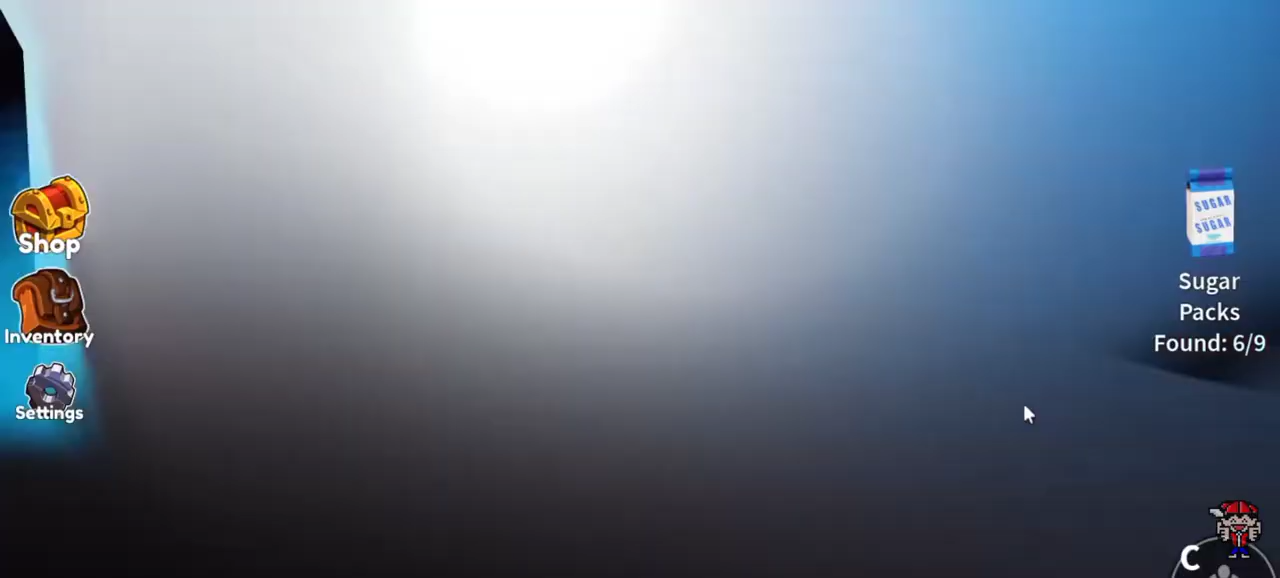 Shop
Inventory
Settings
SUGAR
SUGAR
Sugar
Packs
Found: 6/9
C